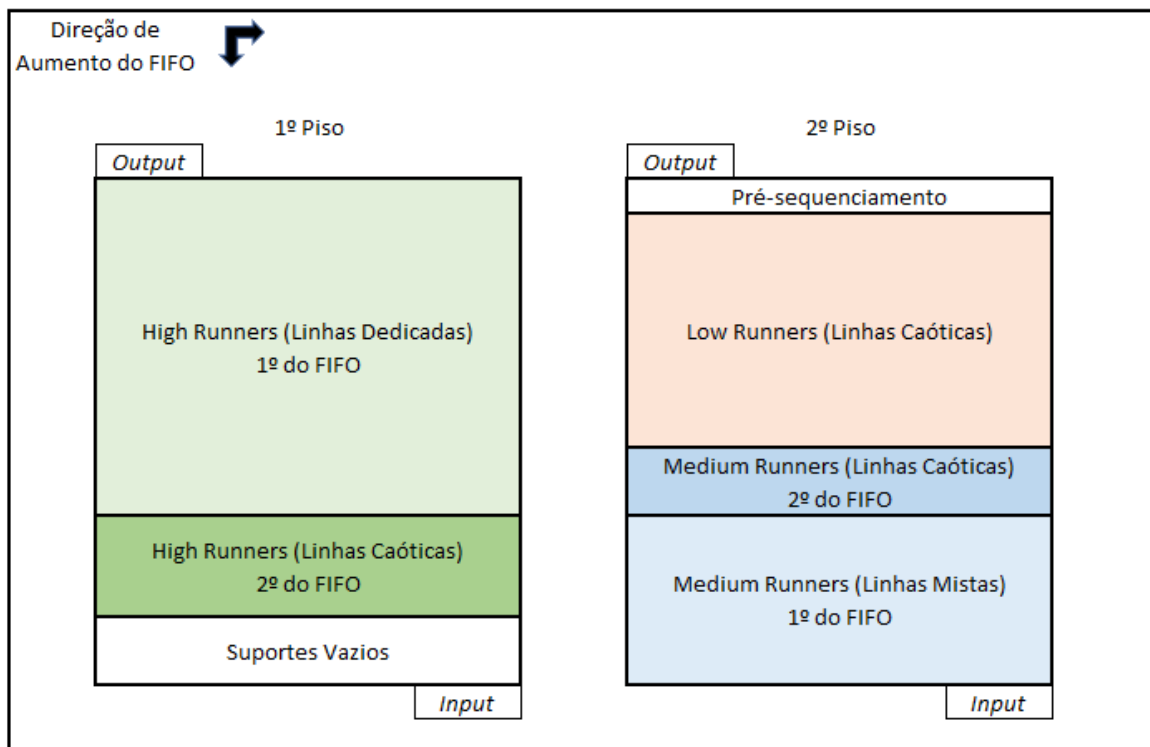 Direção de
Aumento do FIFO
1º Piso
Output
High Runners (Linhas Dedicadas)
1º do FIFO
High Runners (Linhas Caóticas)
2º do FIFO
Suportes Vazios
Input
2º Piso
Output
Pré-sequenciamento
Low Runners (Linhas Caóticas)
Medium Runners (Linhas Caóticas)
2º do FIFO
Medium Runners (Linhas Mistas)
1º do FIFO
Input